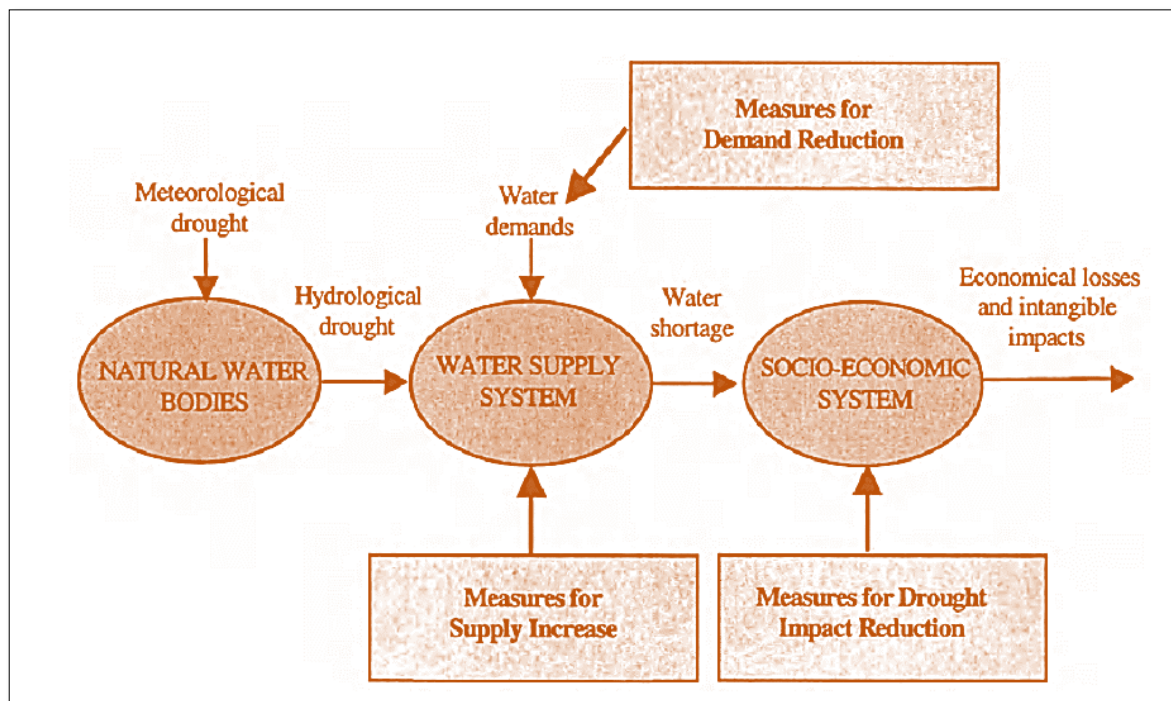 Measures for
Demand Reduction
Meteorological
drought
Water
demands
Hydrological
drought
Water
shortage
Economical losses
and intangible
impacts
NATURAL WATER
BODIES
WATER SUPPLY
SYSTEM
SOCIO-ECONOMIC
SYSTEM
Measures for
Supply Increase
Measures for Drought
Impact Reduction